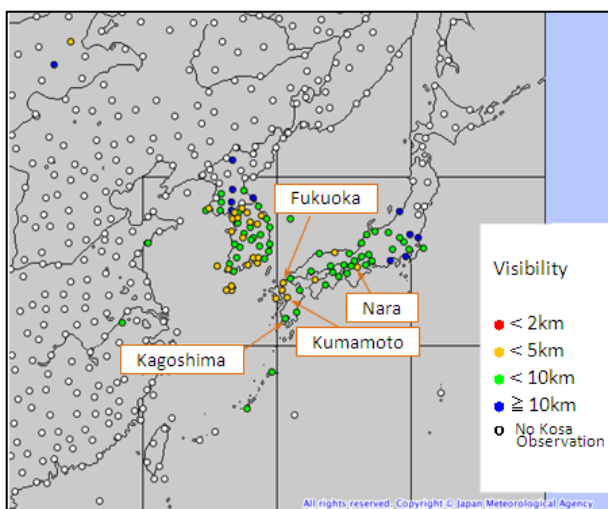 Fukuoka
Nara
Kumamoto
Kagoshima
Visibility
< 2km
< 5km
< 10km
≧ 10km
No Kosa
Observation
All rights reserved. Copyright © Japan Meteorological Agency